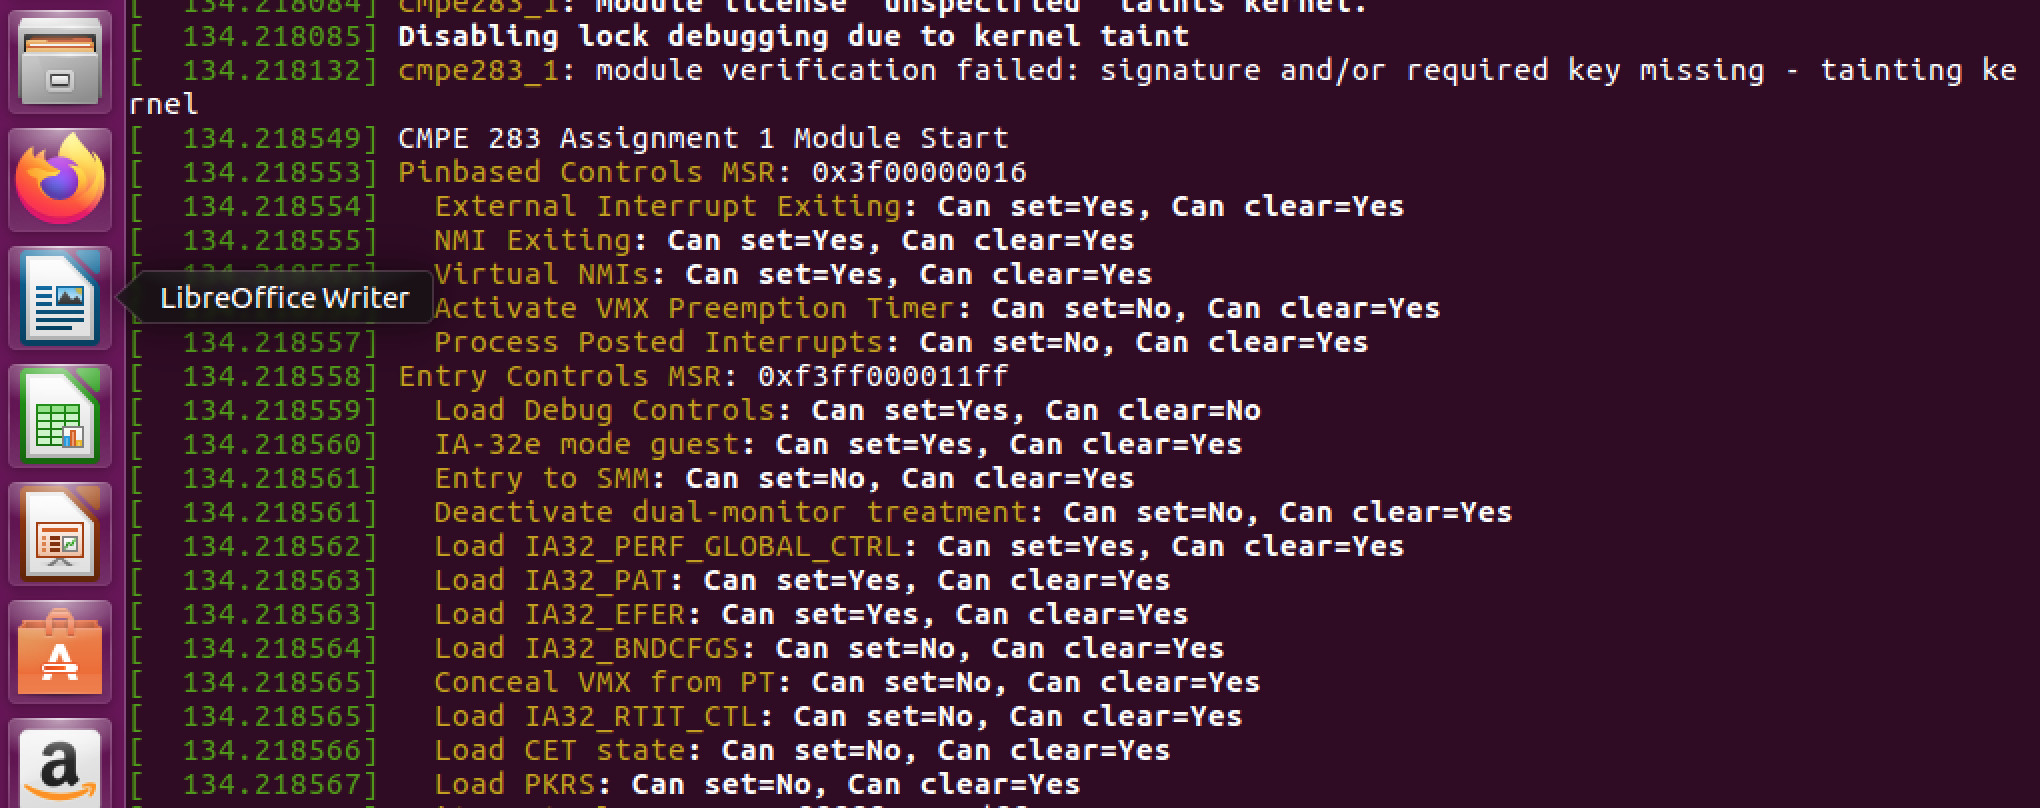 [  134.218084] cmpe283_1: module license 'unspecified' taints kernel.
[  134.218085] Disabling lock debugging due to kernel taint
[  134.218132] cmpe283_1: module verification failed: signature and/or required key missing - tainting ke
rnel
[  134.218549] CMPE 283 Assignment 1 Module Start
[  134.218553] Pinbased Controls MSR: 0x3f00000016
[  134.218554]   External Interrupt Exiting: Can set=Yes, Can clear=Yes
[  134.218555]   NMI Exiting: Can set=Yes, Can clear=Yes
[  134.218555]   Virtual NMIs: Can set=Yes, Can clear=Yes
LibreOffice Writer
Activate VMX Preemption Timer: Can set=No, Can clear=Yes
[  134.218557]   Process Posted Interrupts: Can set=No, Can clear=Yes
[  134.218558] Entry Controls MSR: 0xf3ff000011ff
[  134.218559]   Load Debug Controls: Can set=Yes, Can clear=No
[  134.218560]   IA-32e mode guest: Can set=Yes, Can clear=Yes
[  134.218561]   Entry to SMM: Can set=No, Can clear=Yes
[  134.218561]   Deactivate dual-monitor treatment: Can set=No, Can clear=Yes
[  134.218562]   Load IA32_PERF_GLOBAL_CTRL: Can set=Yes, Can clear=Yes
[  134.218563]   Load IA32_PAT: Can set=Yes, Can clear=Yes
[  134.218563]   Load IA32_EFER: Can set=Yes, Can clear=Yes
[  134.218564]   Load IA32_BNDCFGS: Can set=No, Can clear=Yes
[  134.218565]   Conceal VMX from PT: Can set=No, Can clear=Yes
[  134.218565]   Load IA32_RTIT_CTL: Can set=No, Can clear=Yes
[  134.218566]   Load CET state: Can set=No, Can clear=Yes
[  134.218567]   Load PKRS: Can set=No, Can clear=Yes